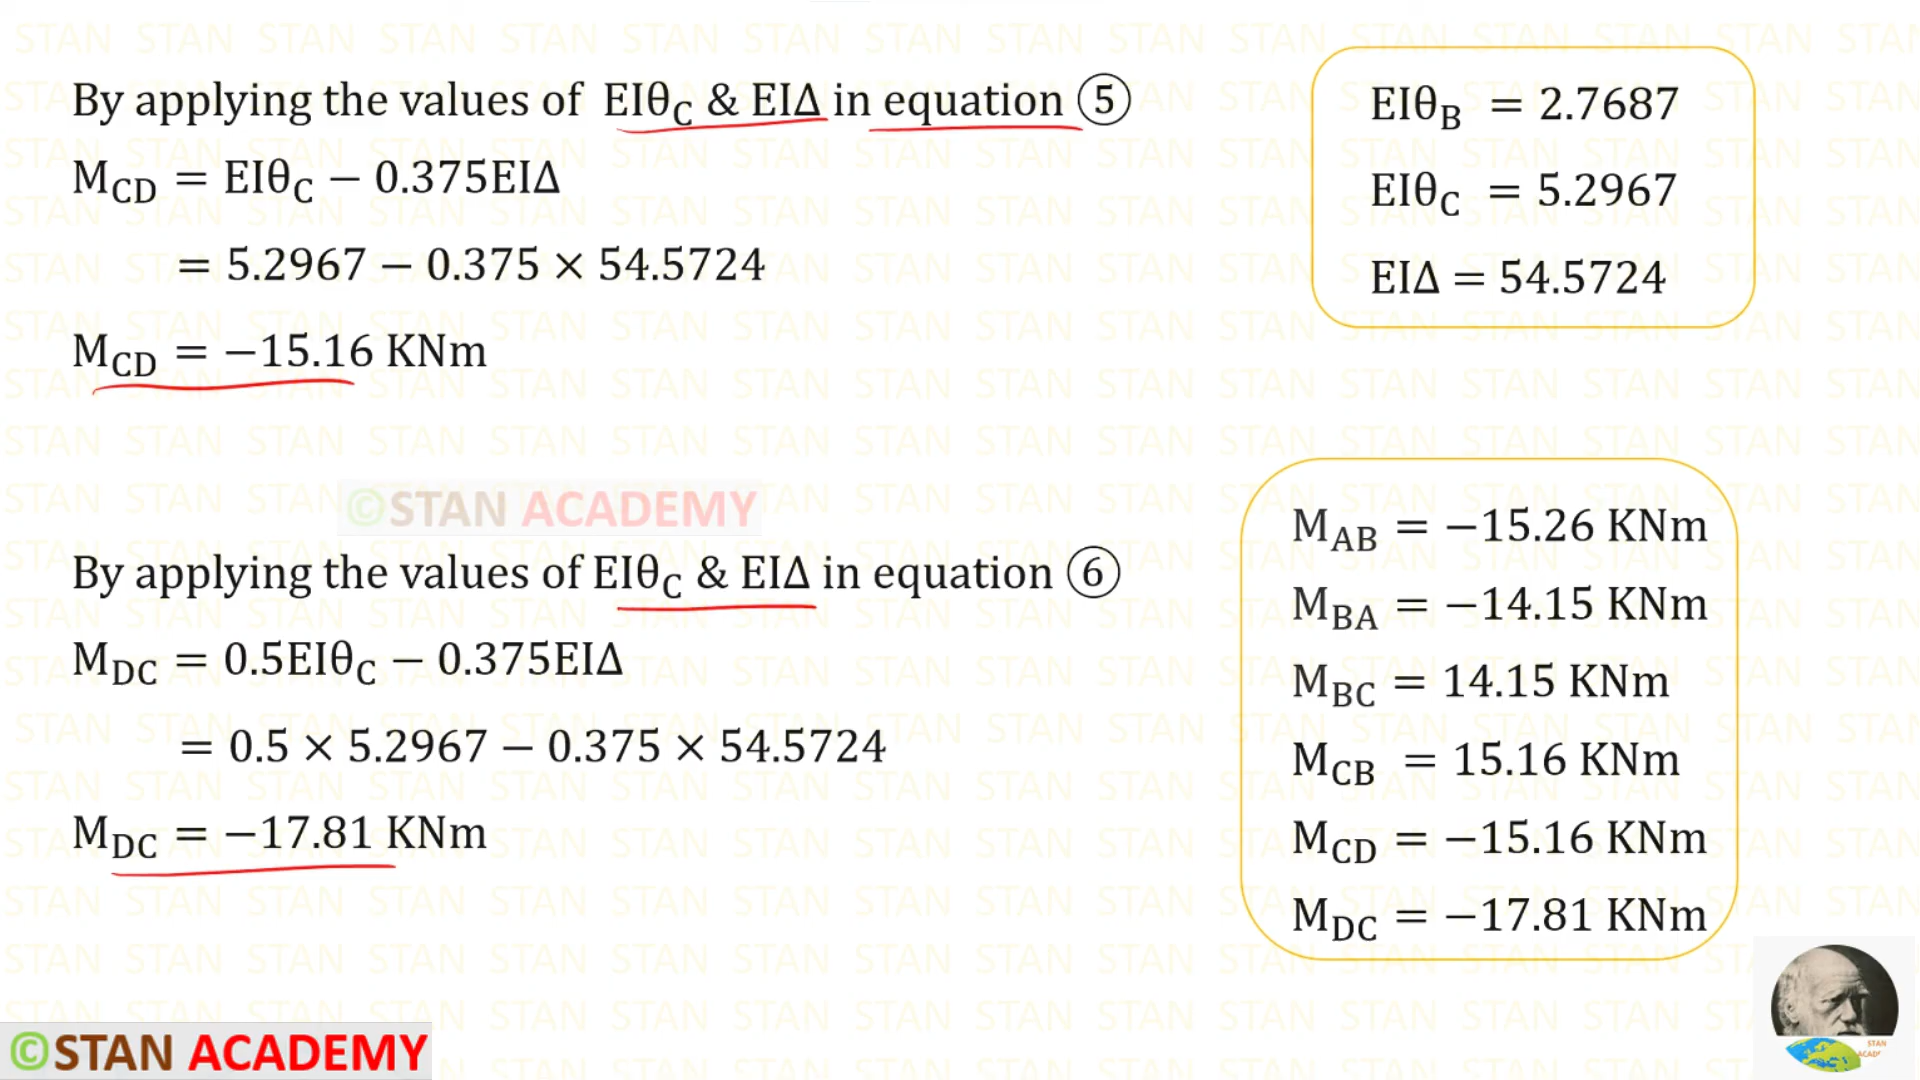 By applying the values of EIθC & EIΔ in equation ⑤
MCD = EIθC − 0.375EIΔ
= 5.2967 − 0.375 × 54.5724
MCD = −15.16 KNm
©STAN ACADEMY
By applying the values of EIθC & EIΔ in equation ⑥
MDC = 0.5EIθC − 0.375EIΔ
= 0.5 × 5.2967 − 0.375 × 54.5724
MDC = −17.81 KNm
EIθB = 2.7687
EIθC = 5.2967
EIΔ = 54.5724
MAB = −15.26 KNm
MBA = −14.15 KNm
MBC = 14.15 KNm
MCB = 15.16 KNm
MCD = −15.16 KNm
MDC = −17.81 KNm
©STAN ACADEMY
STAN